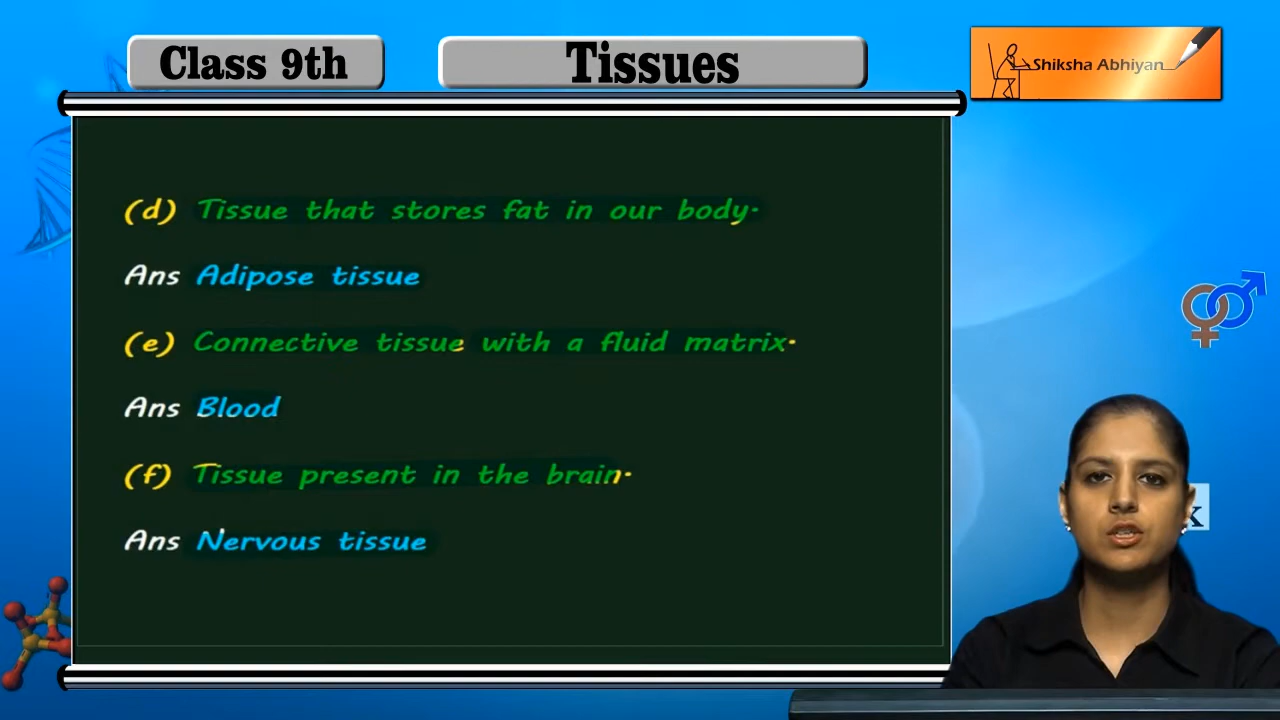 Class 9th
Tissues
Shiksha Abhiyan
(d) Tissue that stores fat in our body.
Ans Adipose tissue
(e) Connective tissue with a fluid matrix.
Ans Blood
(f) Tissue present in the brain.
Ans Nervous tissue